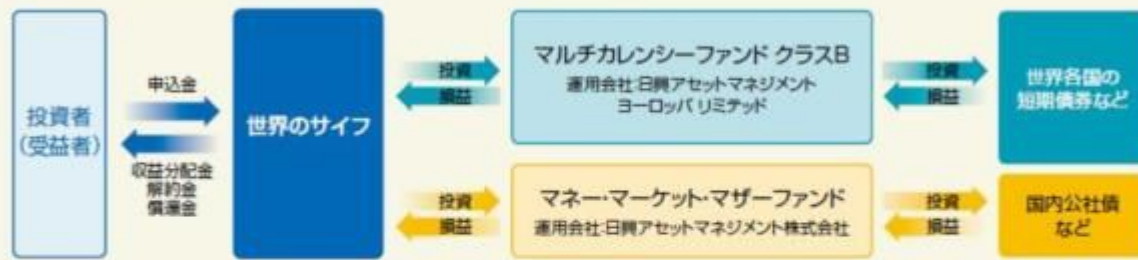 投資者
(受益者)
申込金
収益分配金
解約金
償還金
世界のサイフ
投資
損益
マルチカレンシーファンド クラスB
運用会社:日興アセットマネジメント
ヨーロッパ リミテッド
投資
損益
世界各国の
短期債券など
投資
損益
マネー・マーケット・マザーファンド
運用会社:日興アセットマネジメント株式会社
投資
損益
国内公社債
など